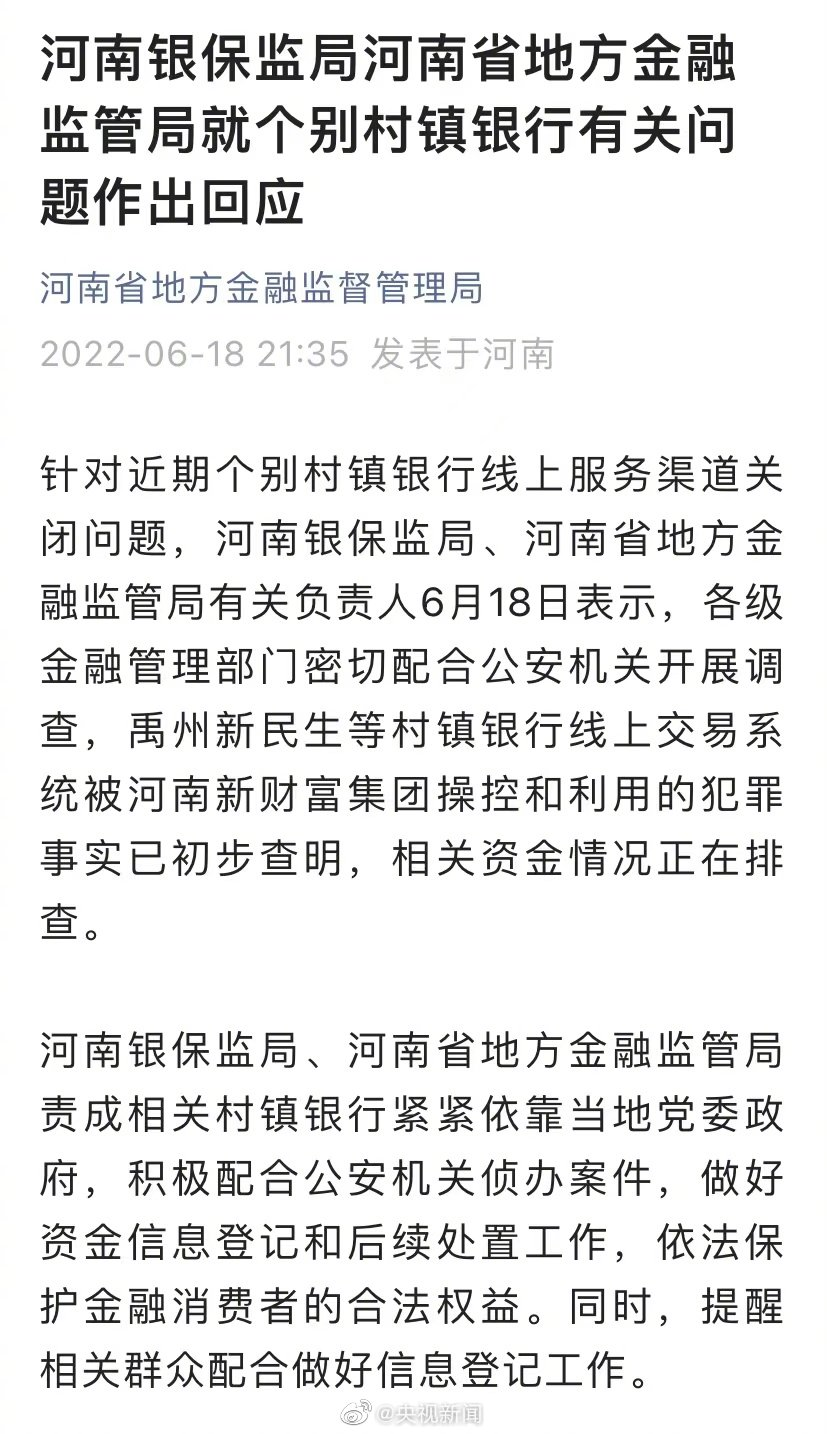 河南银保监局河南省地方金融
监管局就个别村镇银行有关问
题作出回应
河南省地方金融监督管理局
2022-06-18 21:35 发表于河南
针对近期个别村镇银行线上服务渠道关
闭问题，河南银保监局、河南省地方金
融监管局有关负责人6月18日表示，各级
金融管理部门密切配合公安机关开展调
查，禹州新民生等村镇银行线上交易系
统被河南新财富集团操控和利用的犯罪
事实已初步查明，相关资金情况正在排
查。
河南银保监局、河南省地方金融监管局
责成相关村镇银行紧紧依靠当地党委政
府，积极配合公安机关侦办案件，做好
资金信息登记和后续处置工作，依法保
护金融消费者的合法权益。同时，提醒
相关群众配合做好信息登记工作。
@央视新闻